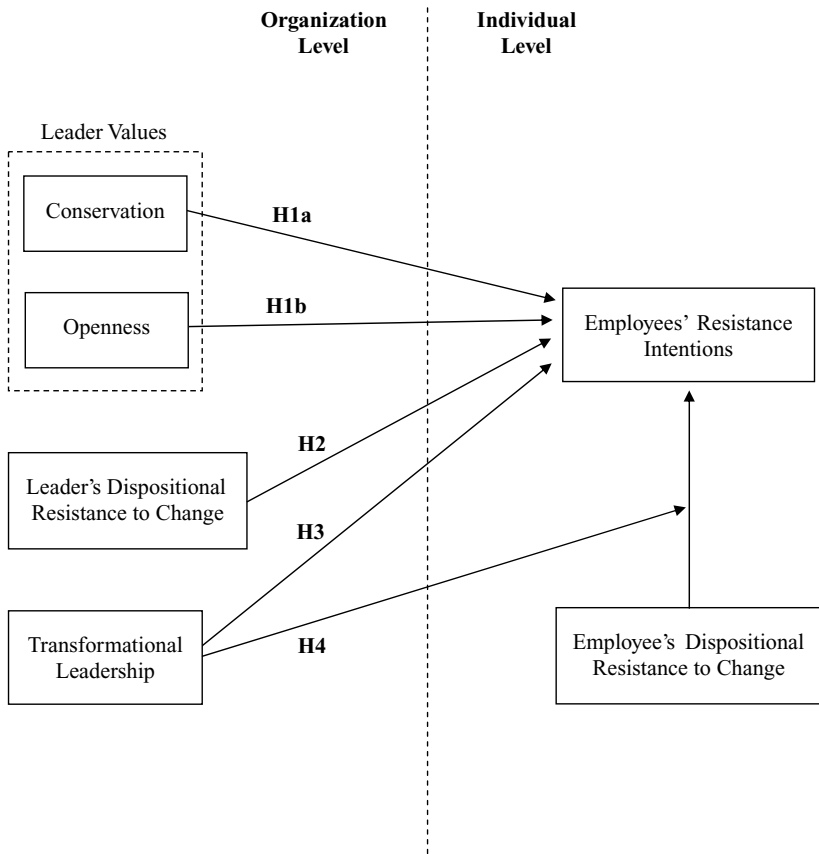 Organization
Level
Individual
Level
Leader Values
Conservation
H1a
Openness
H1b
Employees’ Resistance
Intentions
H2
Leader’s Dispositional
Resistance to Change
H3
Transformational
Leadership
H4
Employee’s Dispositional
Resistance to Change